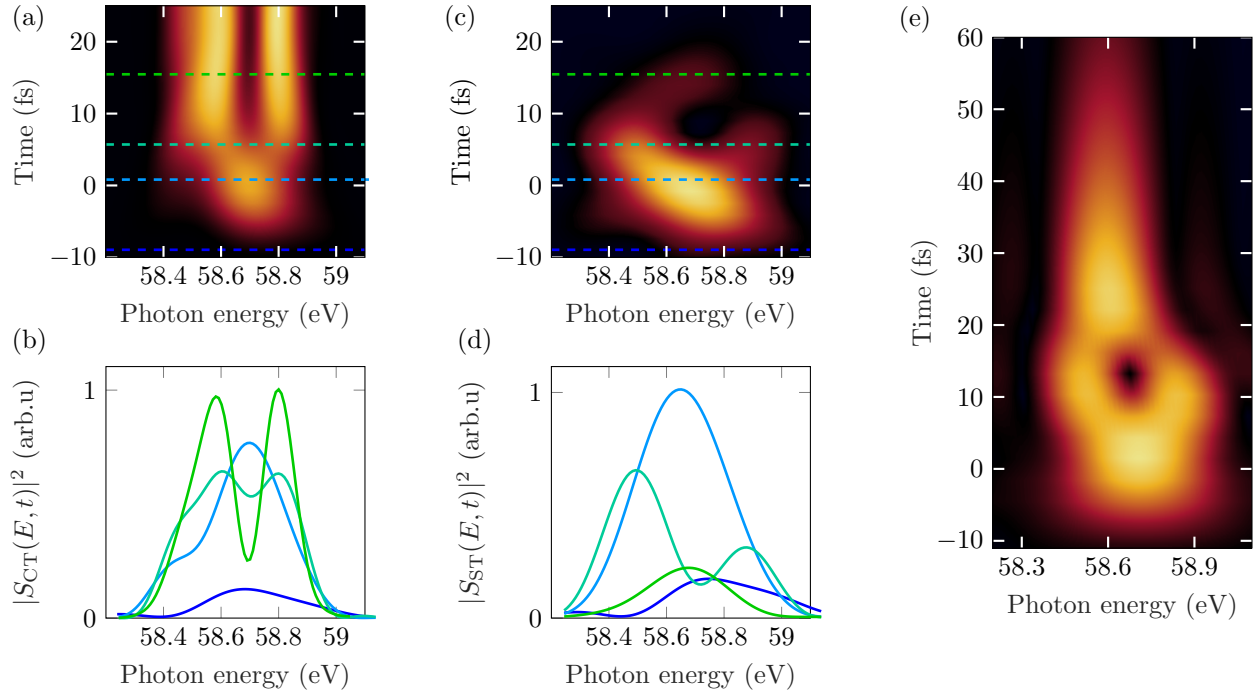 (a)
Time (fs)
20
10
0
−10
58.4 58.6 58.8 59
Photon energy (eV)
(b)
|S_CT(E, t)|² (arb.u)
1
0
58.4 58.6 58.8 59
Photon energy (eV)
(c)
Time (fs)
20
10
0
−10
58.4 58.6 58.8 59
Photon energy (eV)
(d)
|S_ST(E, t)|² (arb.u)
1
0
58.4 58.6 58.8 59
Photon energy (eV)
(e)
Time (fs)
60
50
40
30
20
10
0
−10
58.3 58.6 58.9
Photon energy (eV)